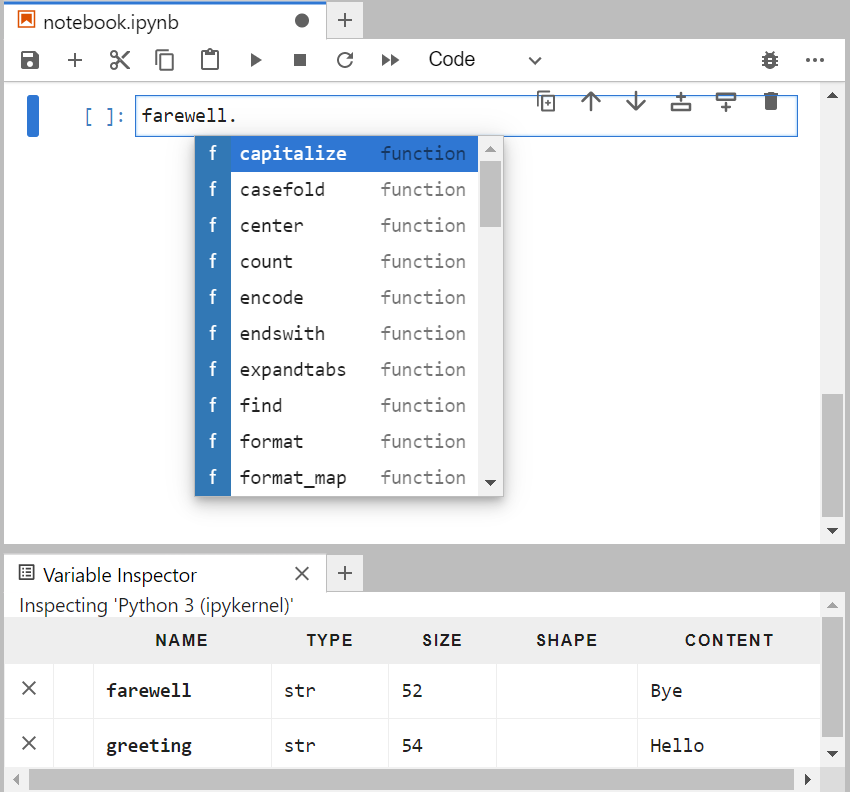 notebook.ipynb
Code
[ ]: farewell.
f capitalize function
f casefold function
f center function
f count function
f encode function
f endswith function
f expandtabs function
f find function
f format function
f format_map function
Variable Inspector
Inspecting 'Python 3 (ipykernel)'
NAME TYPE SIZE SHAPE CONTENT
farewell str 52 Bye
greeting str 54 Hello